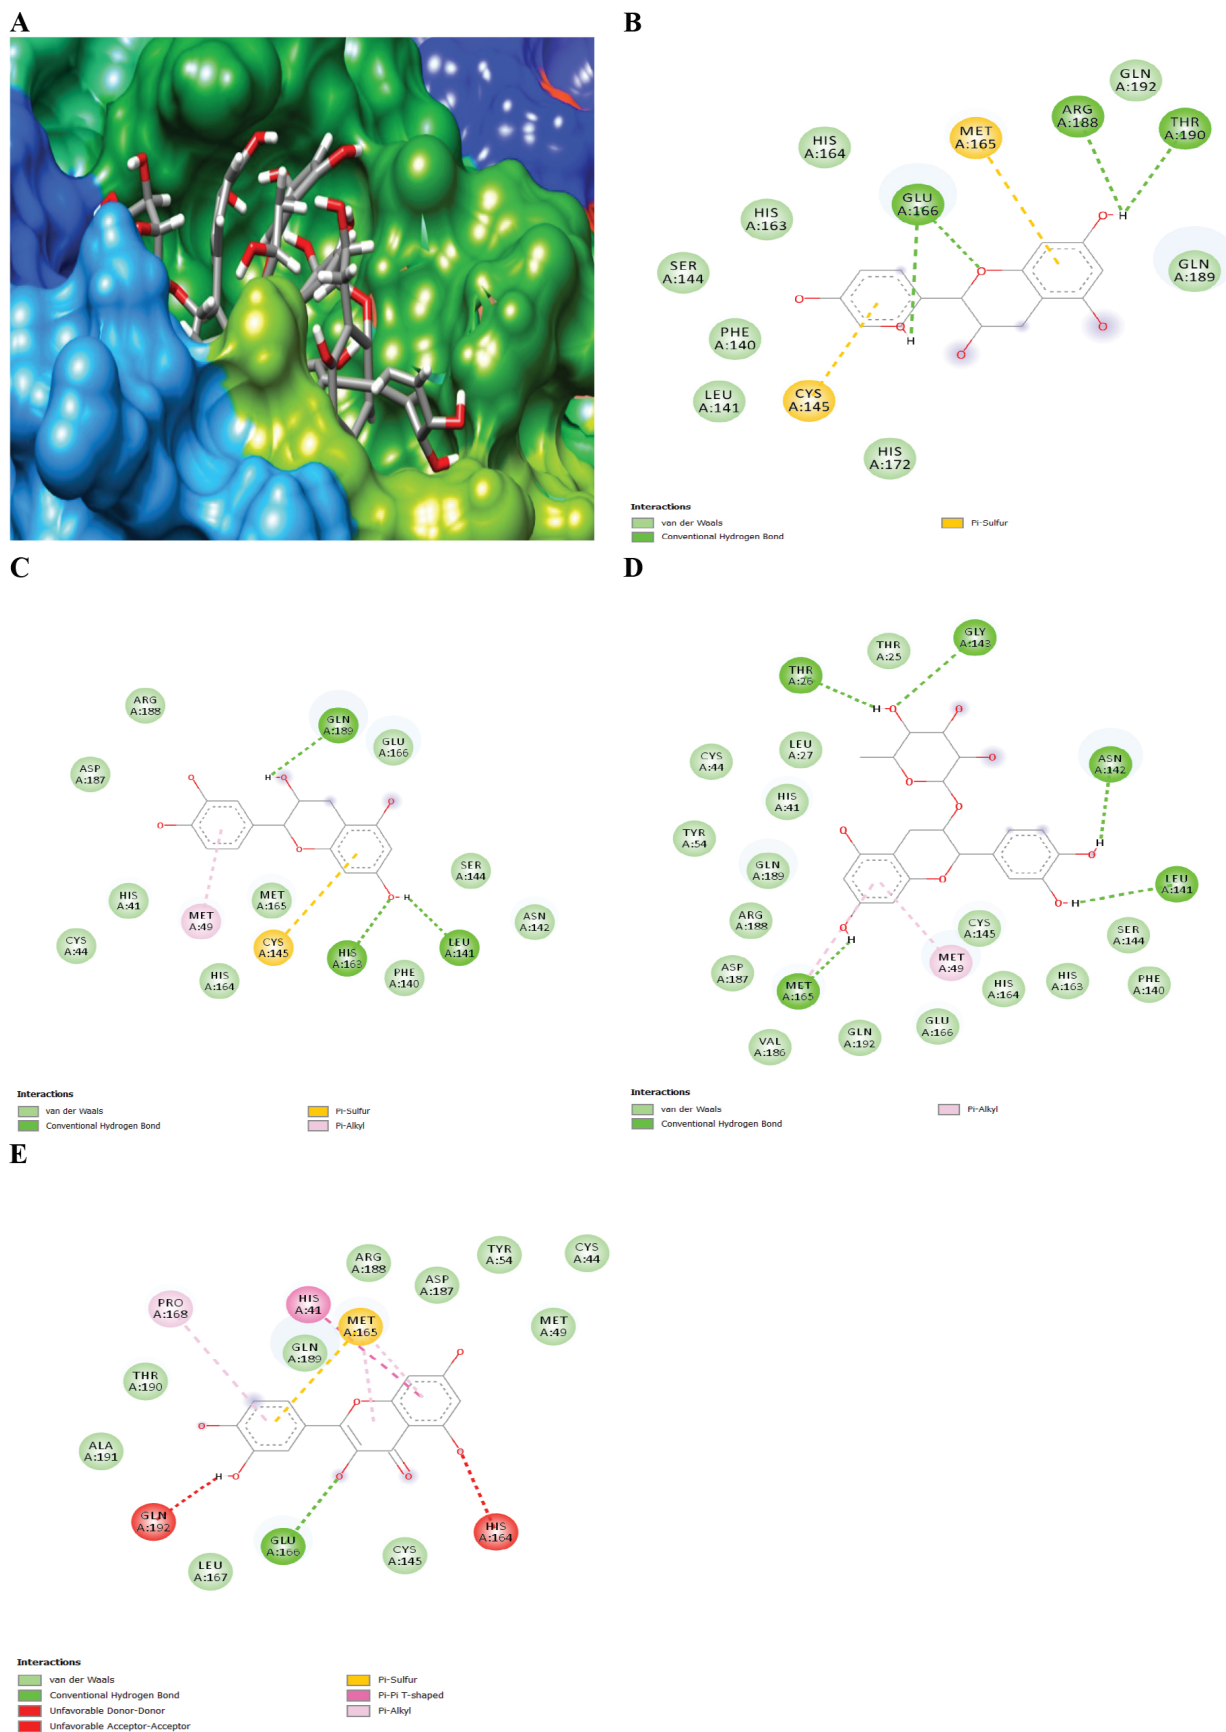 A
B
GLN
A:192
ARG
A:188
THR
A:190
MET
A:165
HIS
A:164
GLU
A:166
HIS
A:163
O
H
SER
A:144
GLN
A:189
O
O
PHE
A:140
O
H
O
O
LEU
A:141
CYS
A:145
HIS
A:172
Interactions
van der Waals
Conventional Hydrogen Bond
Pi-Sulfur
C
ARG
A:188
GLN
A:189
GLU
A:166
ASP
A:187
H
O
O
O
O
O
SER
A:144
HIS
A:41
MET
A:49
MET
A:165
O
H
ASN
A:142
CYS
A:44
CYS
A:145
HIS
A:163
LEU
A:141
HIS
A:164
PHE
A:140
Interactions
van der Waals
Conventional Hydrogen Bond
Pi-Sulfur
Pi-Alkyl
D
GLY
A:143
THR
A:25
THR
A:26
H
O
O
LEU
A:27
CYS
A:44
O
ASN
A:142
HIS
A:41
O
O
TYR
A:54
O
H
O
GLN
A:189
O
O
H
LEU
A:141
ARG
A:188
O
H
CYS
A:145
SER
A:144
ASP
A:187
MET
A:165
MET
A:49
HIS
A:164
HIS
A:163
PHE
A:140
VAL
A:186
GLN
A:192
GLU
A:166
Interactions
van der Waals
Conventional Hydrogen Bond
Pi-Alkyl
E
ARG
A:188
ASP
A:187
TYR
A:54
CYS
A:44
PRO
A:168
HIS
A:41
MET
A:165
MET
A:49
GLN
A:189
THR
A:190
O
O
O
ALA
A:191
H
O
O
O
O
GLN
A:192
GLU
A:166
HIS
A:164
LEU
A:167
CYS
A:145
Interactions
van der Waals
Conventional Hydrogen Bond
Unfavorable Donor-Donor
Unfavorable Acceptor-Acceptor
Pi-Sulfur
Pi-Pi T-shaped
Pi-Alkyl